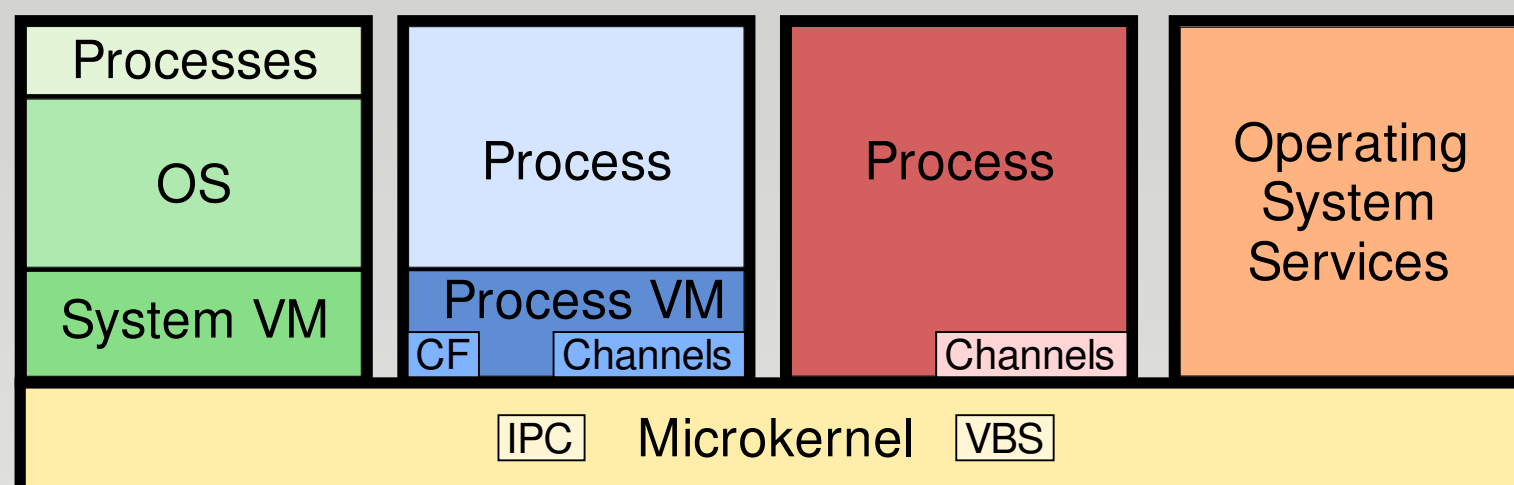 Processes
OS
System VM
Process
Process VM
CF
Channels
Process
Channels
Operating
System
Services
IPC
Microkernel
VBS